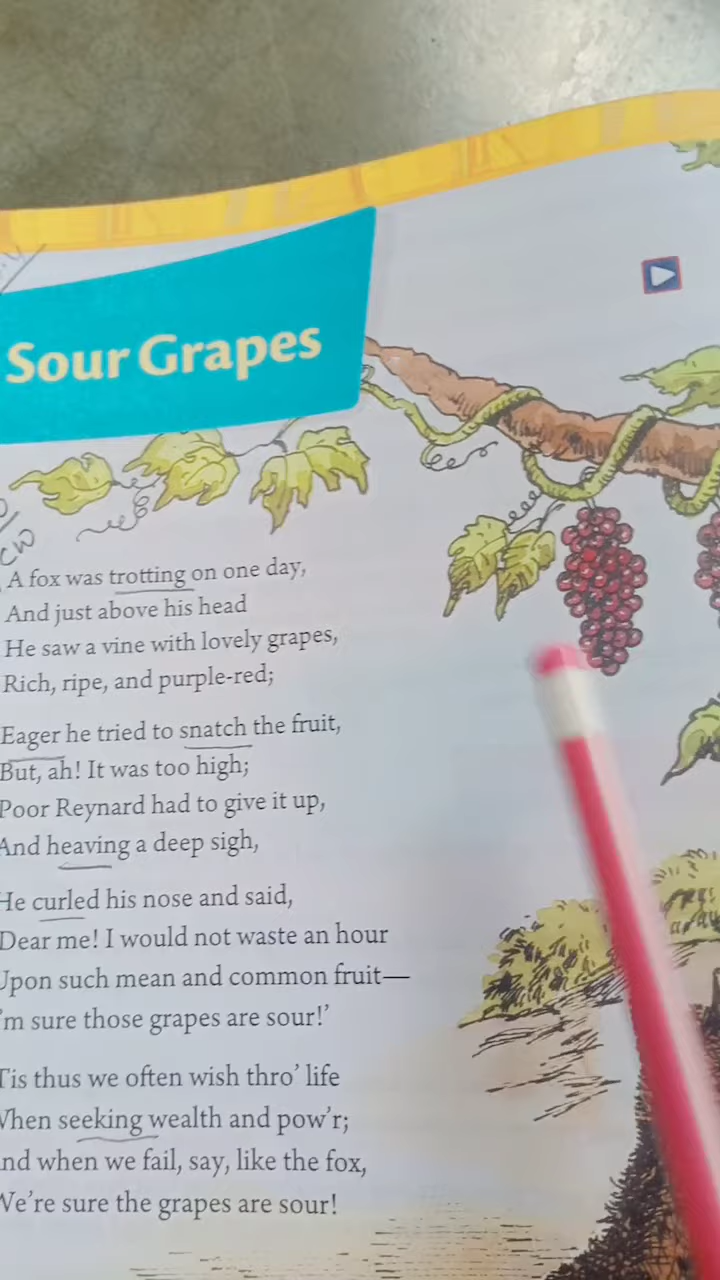 Sour Grapes
A fox was trotting on one day,
And just above his head
He saw a vine with lovely grapes,
Rich, ripe, and purple-red;
Eager he tried to snatch the fruit,
But, ah! It was too high;
Poor Reynard had to give it up,
And heaving a deep sigh,
He curled his nose and said,
Dear me! I would not waste an hour
Upon such mean and common fruit—
'm sure those grapes are sour!'
'Tis thus we often wish thro' life
When seeking wealth and pow'r;
And when we fail, say, like the fox,
We're sure the grapes are sour!